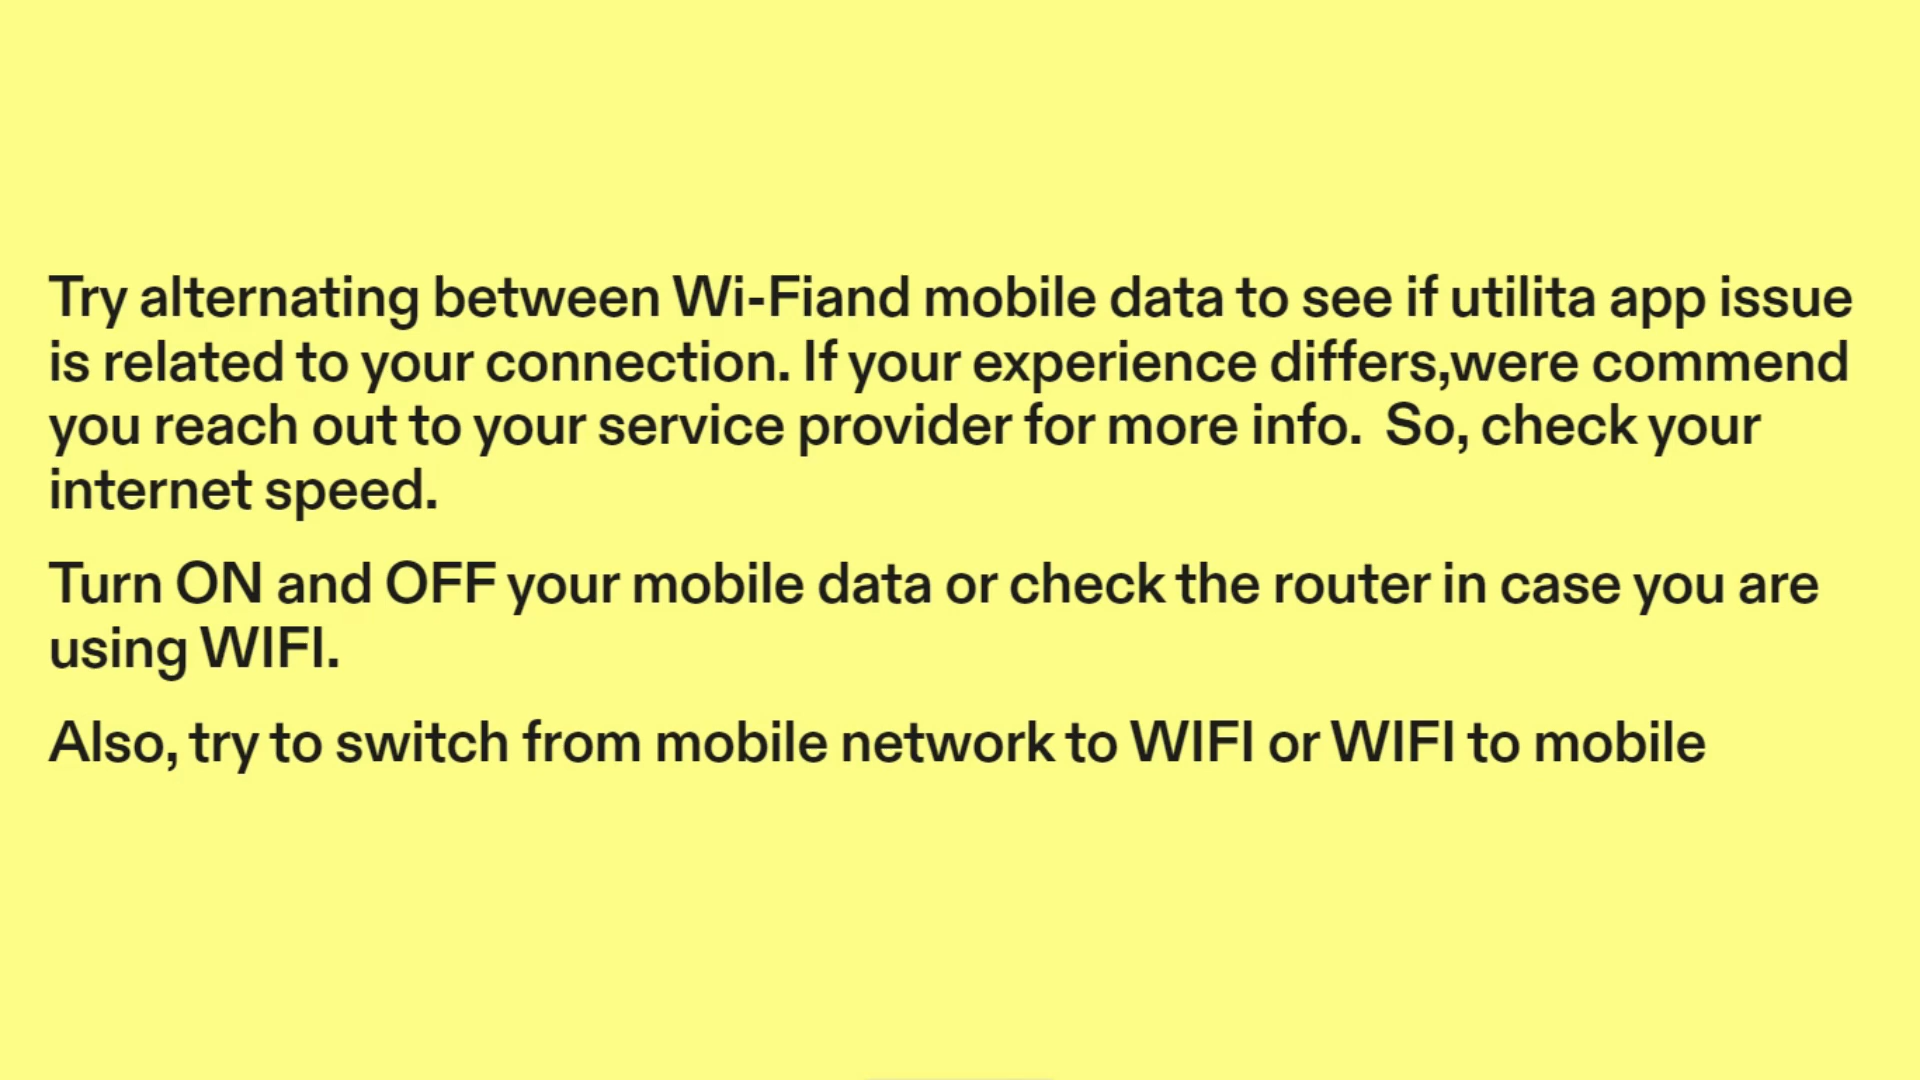 Try alternating between Wi-Fiand mobile data to see if utilita app issue
is related to your connection. If your experience differs,were commend
you reach out to your service provider for more info.  So, check your
internet speed.
Turn ON and OFF your mobile data or check the router in case you are
using WIFI.
Also, try to switch from mobile network to WIFI or WIFI to mobile